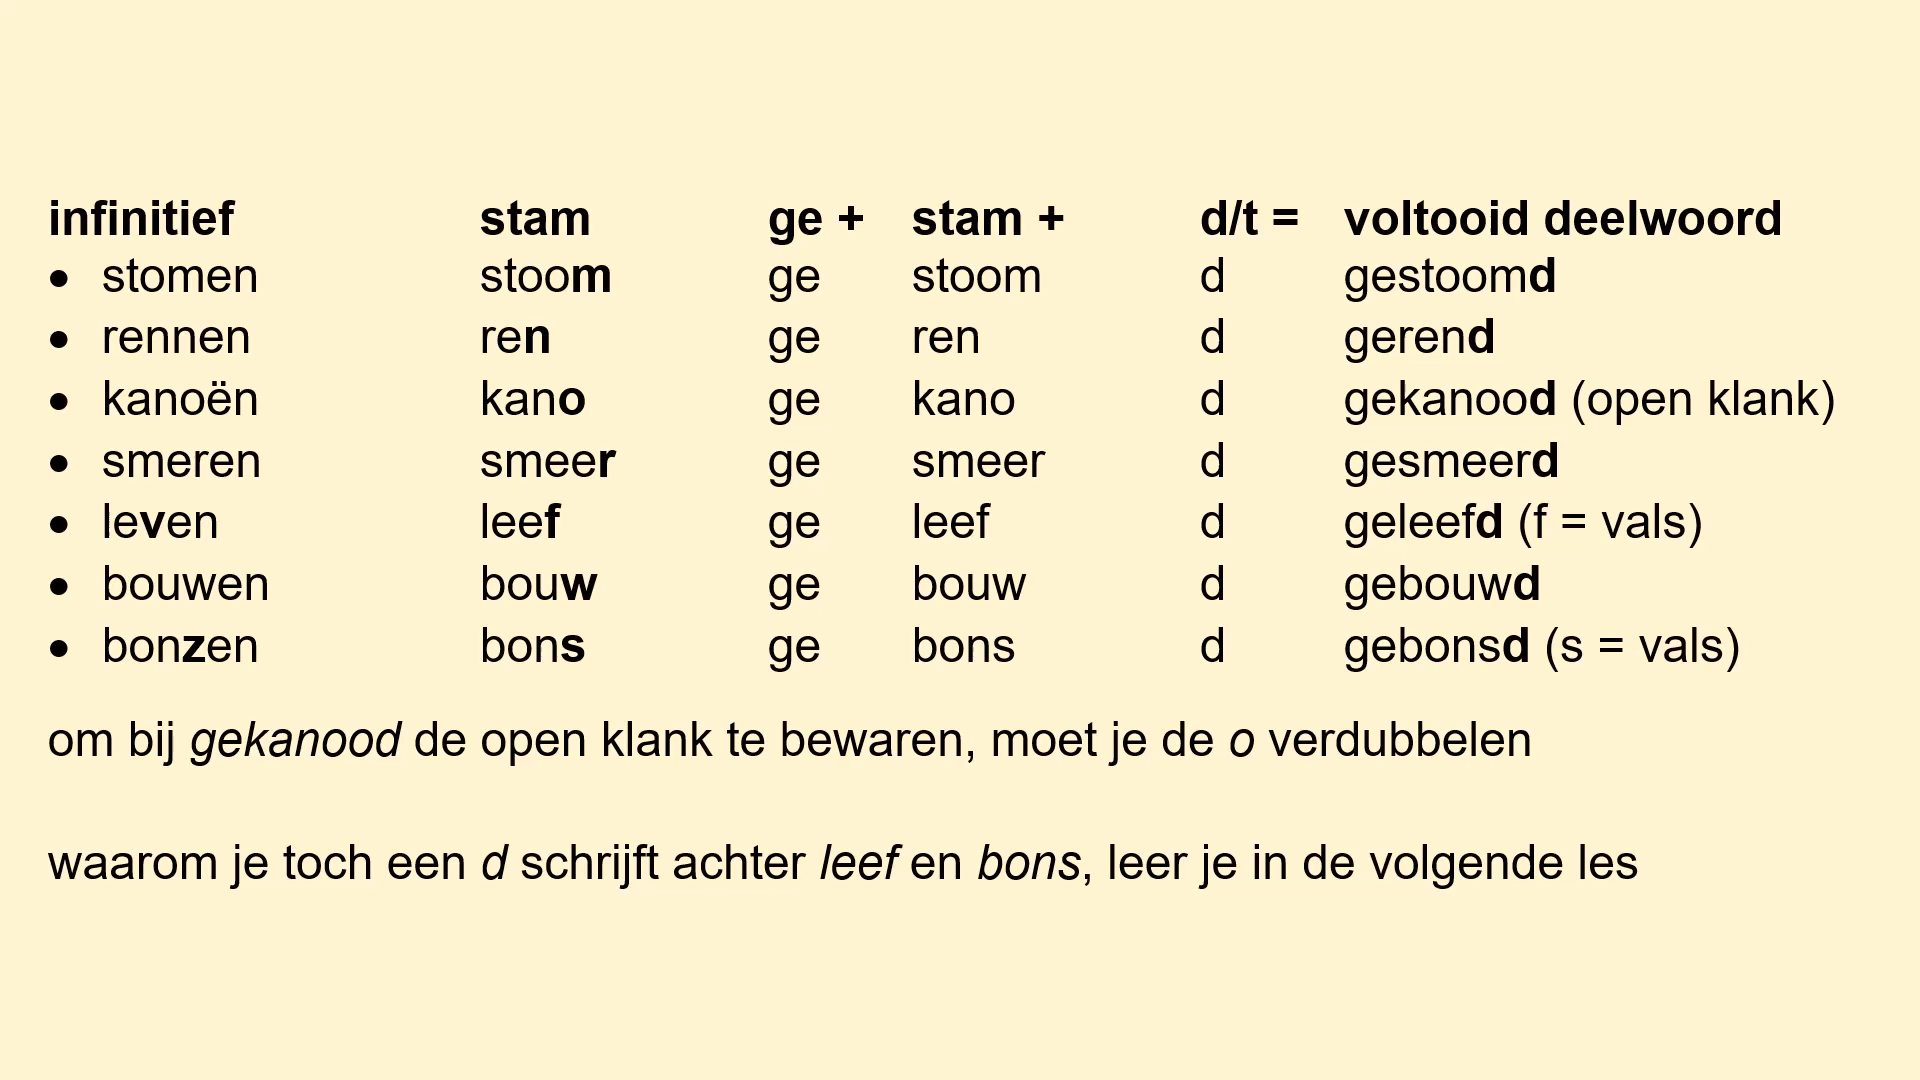 infinitief stam ge + stam + d/t = voltooid deelwoord
• stomen stoom ge stoom d gestoomd
• rennen ren ge ren d gerend
• kanoën kano ge kano d gekanood (open klank)
• smeren smeer ge smeer d gesmeerd
• leven leef ge leef d geleefd (f = vals)
• bouwen bouw ge bouw d gebouwd
• bonzen bons ge bons d gebonsd (s = vals)
om bij gekanood de open klank te bewaren, moet je de o verdubbelen
waarom je toch een d schrijft achter leef en bons, leer je in de volgende les